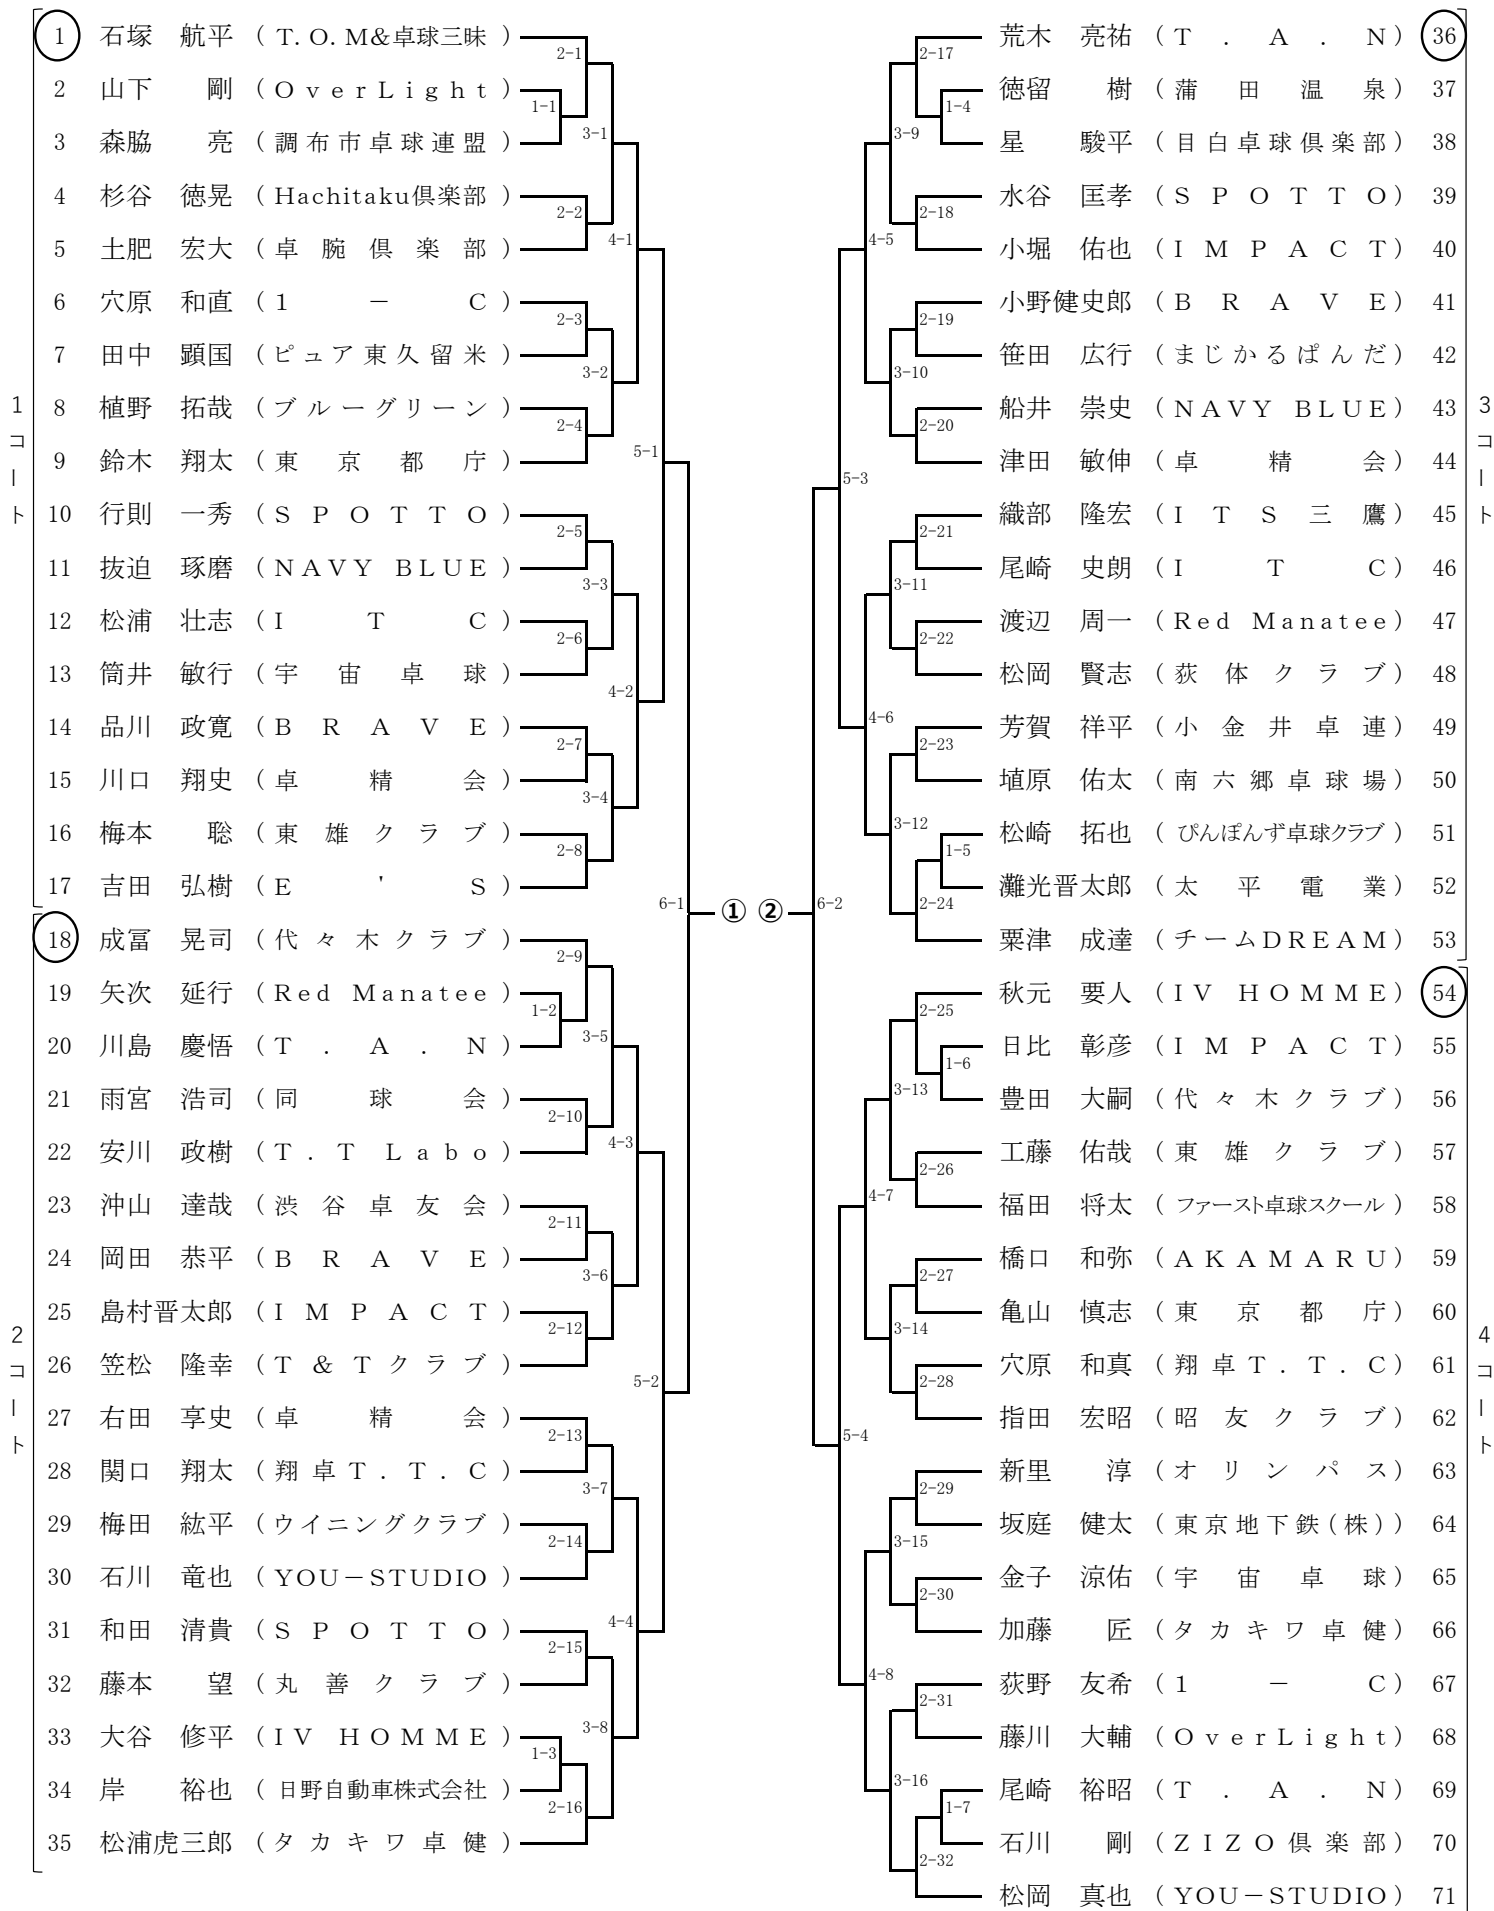 1 石塚 航平 (T.O.M&卓球三昧)
2 山下 剛 (OverLight)
3 森脇 亮 (調布市卓球連盟)
4 杉谷 徳晃 (Hachitaku倶楽部)
5 土肥 宏大 (卓腕倶楽部)
6 穴原 和直 (1－C)
7 田中 顕国 (ピュア東久留米)
8 植野 拓哉 (ブルーグリーン)
9 鈴木 翔太 (東京都庁)
10 行則 一秀 (SPOTTO)
11 抜迫 琢磨 (NAVY BLUE)
12 松浦 壮志 (ITC)
13 筒井 敏行 (宇宙卓球)
14 品川 政寛 (BRAVE)
15 川口 翔史 (卓精会)
16 梅本 聡 (東雄クラブ)
17 吉田 弘樹 (E'S)
1コート
18 成冨 晃司 (代々木クラブ)
19 矢次 延行 (Red Manatee)
20 川島 慶悟 (T.A.N)
21 雨宮 浩司 (同球会)
22 安川 政樹 (T.T Labo)
23 沖山 達哉 (渋谷卓友会)
24 岡田 恭平 (BRAVE)
25 島村晋太郎 (IMPACT)
26 笠松 隆幸 (T&Tクラブ)
27 右田 享史 (卓精会)
28 関口 翔太 (翔卓T.T.C)
29 梅田 紘平 (ウイニングクラブ)
30 石川 竜也 (YOU－STUDIO)
31 和田 清貴 (SPOTTO)
32 藤本 望 (丸善クラブ)
33 大谷 修平 (IV HOMME)
34 岸 裕也 (日野自動車株式会社)
35 松浦虎三郎 (タカキワ卓健)
2コート
1-1
1-2
1-3
2-1
2-2
2-3
2-4
2-5
2-6
2-7
2-8
2-9
2-10
2-11
2-12
2-13
2-14
2-15
2-16
3-1
3-2
3-3
3-4
3-5
3-6
3-7
3-8
4-1
4-2
4-3
4-4
5-1
5-2
6-1
① ②
6-2
5-3
5-4
4-5
4-6
4-7
4-8
3-9
3-10
3-11
3-12
3-13
3-14
3-15
3-16
2-17
2-18
2-19
2-20
2-21
2-22
2-23
2-24
2-25
2-26
2-27
2-28
2-29
2-30
2-31
2-32
1-4
1-5
1-6
1-7
荒木 亮祐 (T.A.N) 36
徳留 樹 (蒲田温泉) 37
星 駿平 (目白卓球倶楽部) 38
水谷 匡孝 (SPOTTO) 39
小堀 佑也 (IMPACT) 40
小野健史郎 (BRAVE) 41
笹田 広行 (まじかるぱんだ) 42
船井 崇史 (NAVY BLUE) 43
津田 敏伸 (卓精会) 44
織部 隆宏 (ITS三鷹) 45
尾崎 史朗 (ITC) 46
渡辺 周一 (Red Manatee) 47
松岡 賢志 (荻体クラブ) 48
芳賀 祥平 (小金井卓連) 49
埴原 佑太 (南六郷卓球場) 50
松崎 拓也 (ぴんぽんず卓球クラブ) 51
灘光晋太郎 (太平電業) 52
粟津 成達 (チームDREAM) 53
3コート
秋元 要人 (IV HOMME) 54
日比 彰彦 (IMPACT) 55
豊田 大嗣 (代々木クラブ) 56
工藤 佑哉 (東雄クラブ) 57
福田 将太 (ファースト卓球スクール) 58
橋口 和弥 (AKAMARU) 59
亀山 慎志 (東京都庁) 60
穴原 和真 (翔卓T.T.C) 61
指田 宏昭 (昭友クラブ) 62
新里 淳 (オリンパス) 63
坂庭 健太 (東京地下鉄(株)) 64
金子 涼佑 (宇宙卓球) 65
加藤 匠 (タカキワ卓健) 66
荻野 友希 (1－C) 67
藤川 大輔 (OverLight) 68
尾崎 裕昭 (T.A.N) 69
石川 剛 (ZIZO倶楽部) 70
松岡 真也 (YOU－STUDIO) 71
4コート